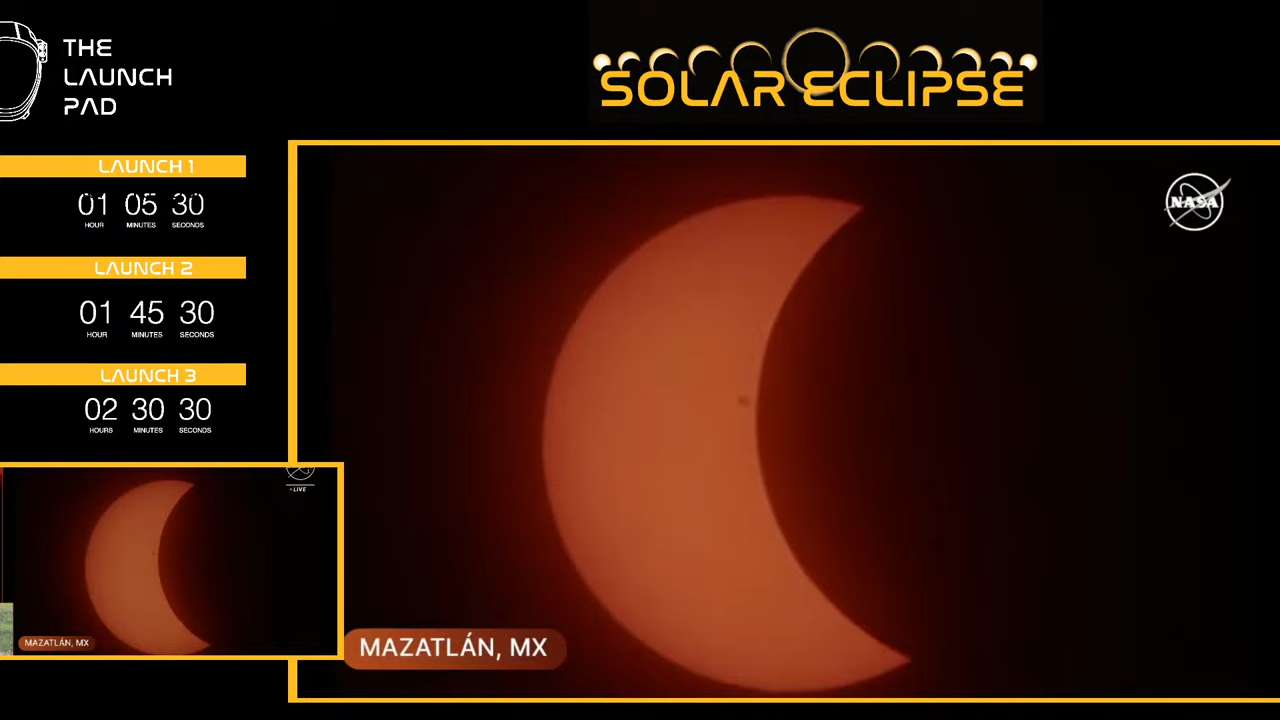 THE
LAUNCH
PAD
SOLAR ECLIPSE
LAUNCH 1
01 05 30
HOUR MINUTES SECONDS
LAUNCH 2
01 45 30
HOUR MINUTES SECONDS
LAUNCH 3
02 30 30
HOURS MINUTES SECONDS
NASA
LIVE
MAZATLÁN, MX
MAZATLÁN, MX